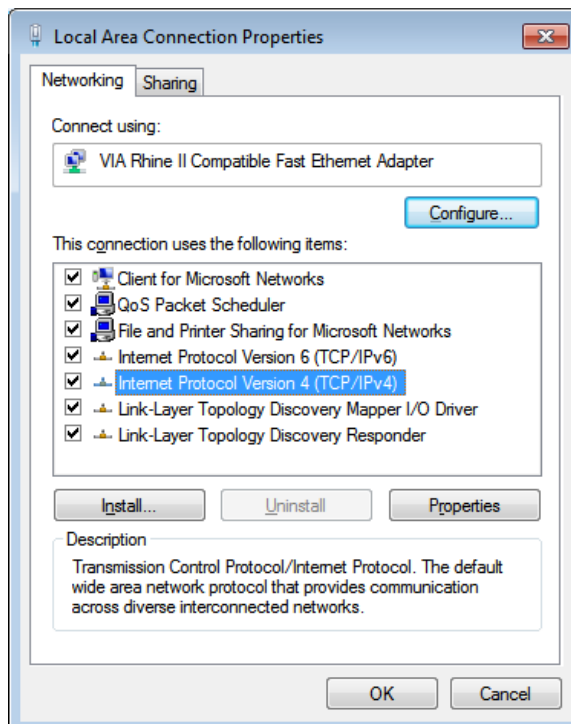 Local Area Connection Properties
Networking
Sharing
Connect using:
VIA Rhine II Compatible Fast Ethernet Adapter
Configure...
This connection uses the following items:
Client for Microsoft Networks
QoS Packet Scheduler
File and Printer Sharing for Microsoft Networks
Internet Protocol Version 6 (TCP/IPv6)
Internet Protocol Version 4 (TCP/IPv4)
Link-Layer Topology Discovery Mapper I/O Driver
Link-Layer Topology Discovery Responder
Install...
Uninstall
Properties
Description
Transmission Control Protocol/Internet Protocol. The default
wide area network protocol that provides communication
across diverse interconnected networks.
OK
Cancel